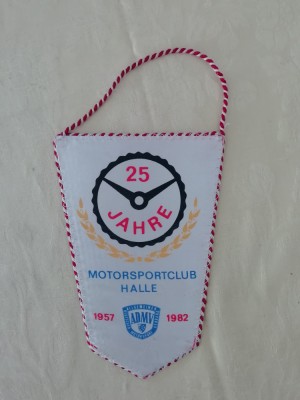 25
JAHRE
MOTORSPORTCLUB
HALLE
1957 1982
ADMV